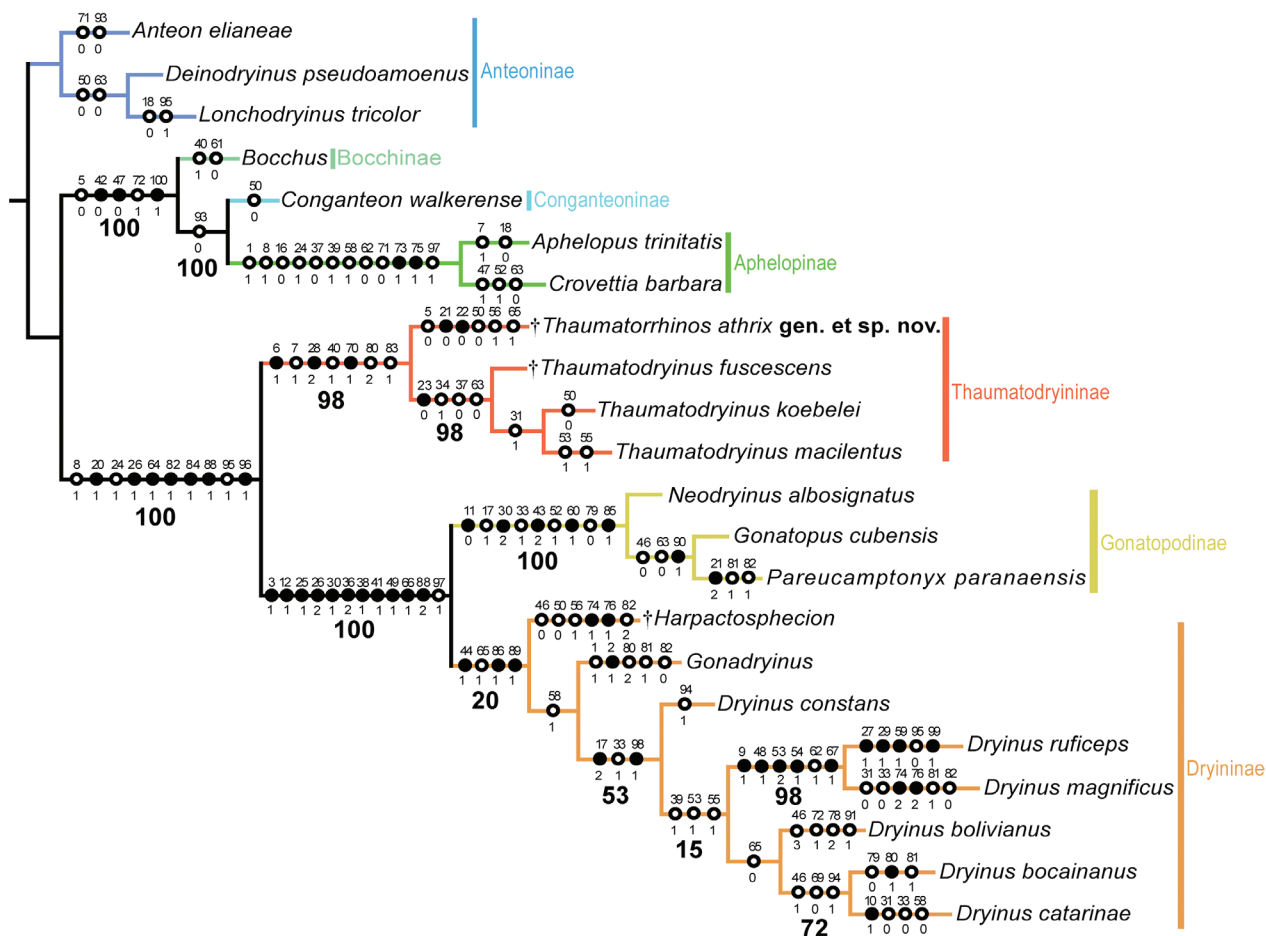 71 93
Anteon elianeae
0 0
Deinodryinus pseudoamoenus
Anteoninae
50 63
0 0
18 95
Lonchodryinus tricolor
0 1
40 61
Bocchus
Bocchinae
1 0
5 42 47 72 100
0 0 0 1 1
100
50
Conganteon walkerense
Conganteoninae
0
93
0
100
7 18
Aphelopus trinitatis
1 0
1 8 16 24 37 39 58 62 71 73 75 97
1 1 0 1 0 1 1 0 0 1 1 1
Aphelopinae
47 52 63
Crovettia barbara
1 1 0
5 21 22 50 56 65
†Thaumatorrhinos athrix gen. et sp. nov.
0 0 0 0 1 1
6 7 28 40 70 80 83
1 1 2 1 1 2 1
98
†Thaumatodryinus fuscescens
Thaumatodryininae
23 34 37 63
0 1 0 0
98
50
Thaumatodryinus koebelei
0
31
1
53 55
Thaumatodryinus macilentus
1 1
8 20 24 26 64 82 84 88 95 96
1 1 1 1 1 1 1 1 1 1
100
Neodryinus albosignatus
11 17 30 33 43 52 60 79 85
0 1 2 1 2 1 1 0 1
100
Gonatopus cubensis
Gonatopodinae
46 63 90
0 0 1
21 81 82
Pareucamptonyx paranaensis
2 1 1
3 12 25 26 30 36 38 41 49 66 88 97
1 1 1 2 1 2 1 1 1 1 2 1
100
46 50 56 74 76 82
†Harpactosphecion
0 0 1 1 1 2
44 65 86 89
1 1 1 1
20
1 2 80 81 82
Gonadryinus
1 1 2 1 0
58
1
94
Dryinus constans
1
17 33 98
2 1 1
53
27 29 59 95 99
Dryinus ruficeps
1 1 1 0 1
9 48 53 54 62 67
1 1 2 1 1 1
98
Dryininae
31 33 74 76 81 82
Dryinus magnificus
0 0 2 2 1 0
39 53 55
1 1 1
15
46 72 78 91
Dryinus bolivianus
3 1 2 1
65
0
79 80 81
Dryinus bocainanus
0 1 1
46 69 94
1 0 1
72
10 31 33 58
Dryinus catarinae
1 0 0 0